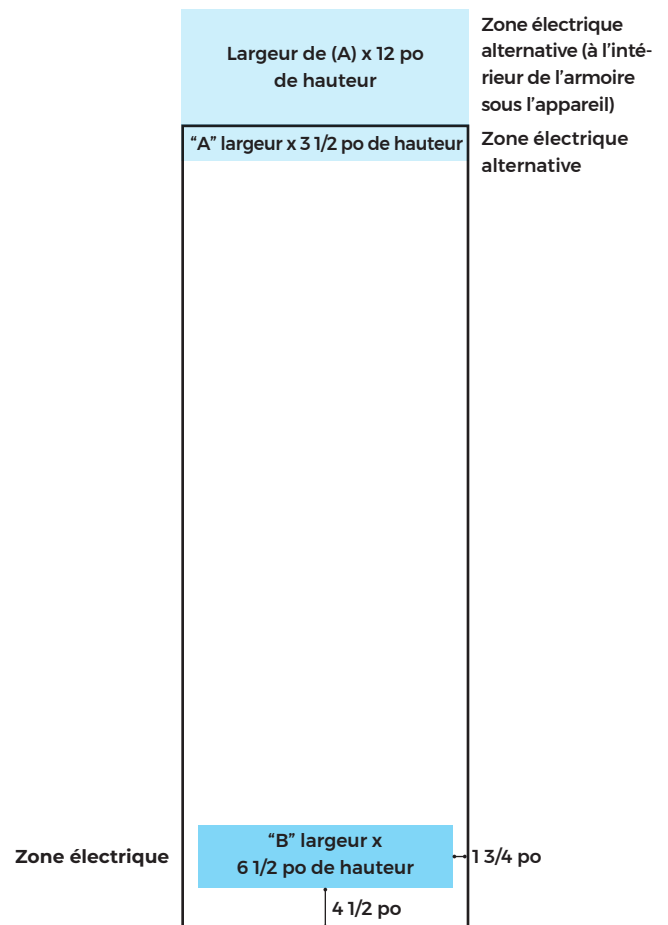 Largeur de (A) x 12 po
de hauteur
Zone électrique
alternative (à l’inté-
rieur de l’armoire
sous l’appareil)
“A” largeur x 3 1/2 po de hauteur
Zone électrique
alternative
Zone électrique
“B” largeur x
6 1/2 po de hauteur
1 3/4 po
4 1/2 po